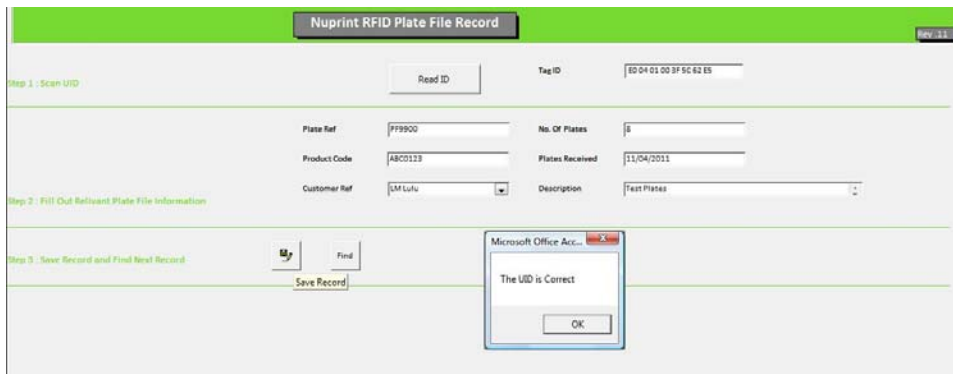 Nuprint RFID Plate File Record
Rev .11
Step 1 : Scan UID
Read ID
Tag ID
E0 04 01 00 3F 5C 62 E5
Plate Ref
PF9900
No. Of Plates
6
Product Code
ABC0123
Plates Received
11/04/2011
Customer Ref
LM Lulu
Description
Test Plates
Step 2 : Fill Out Relivant Plate File Information
Microsoft Office Acc...
Step 3 : Save Record and Find Next Record
Find
Save Record
The UID is Correct
OK